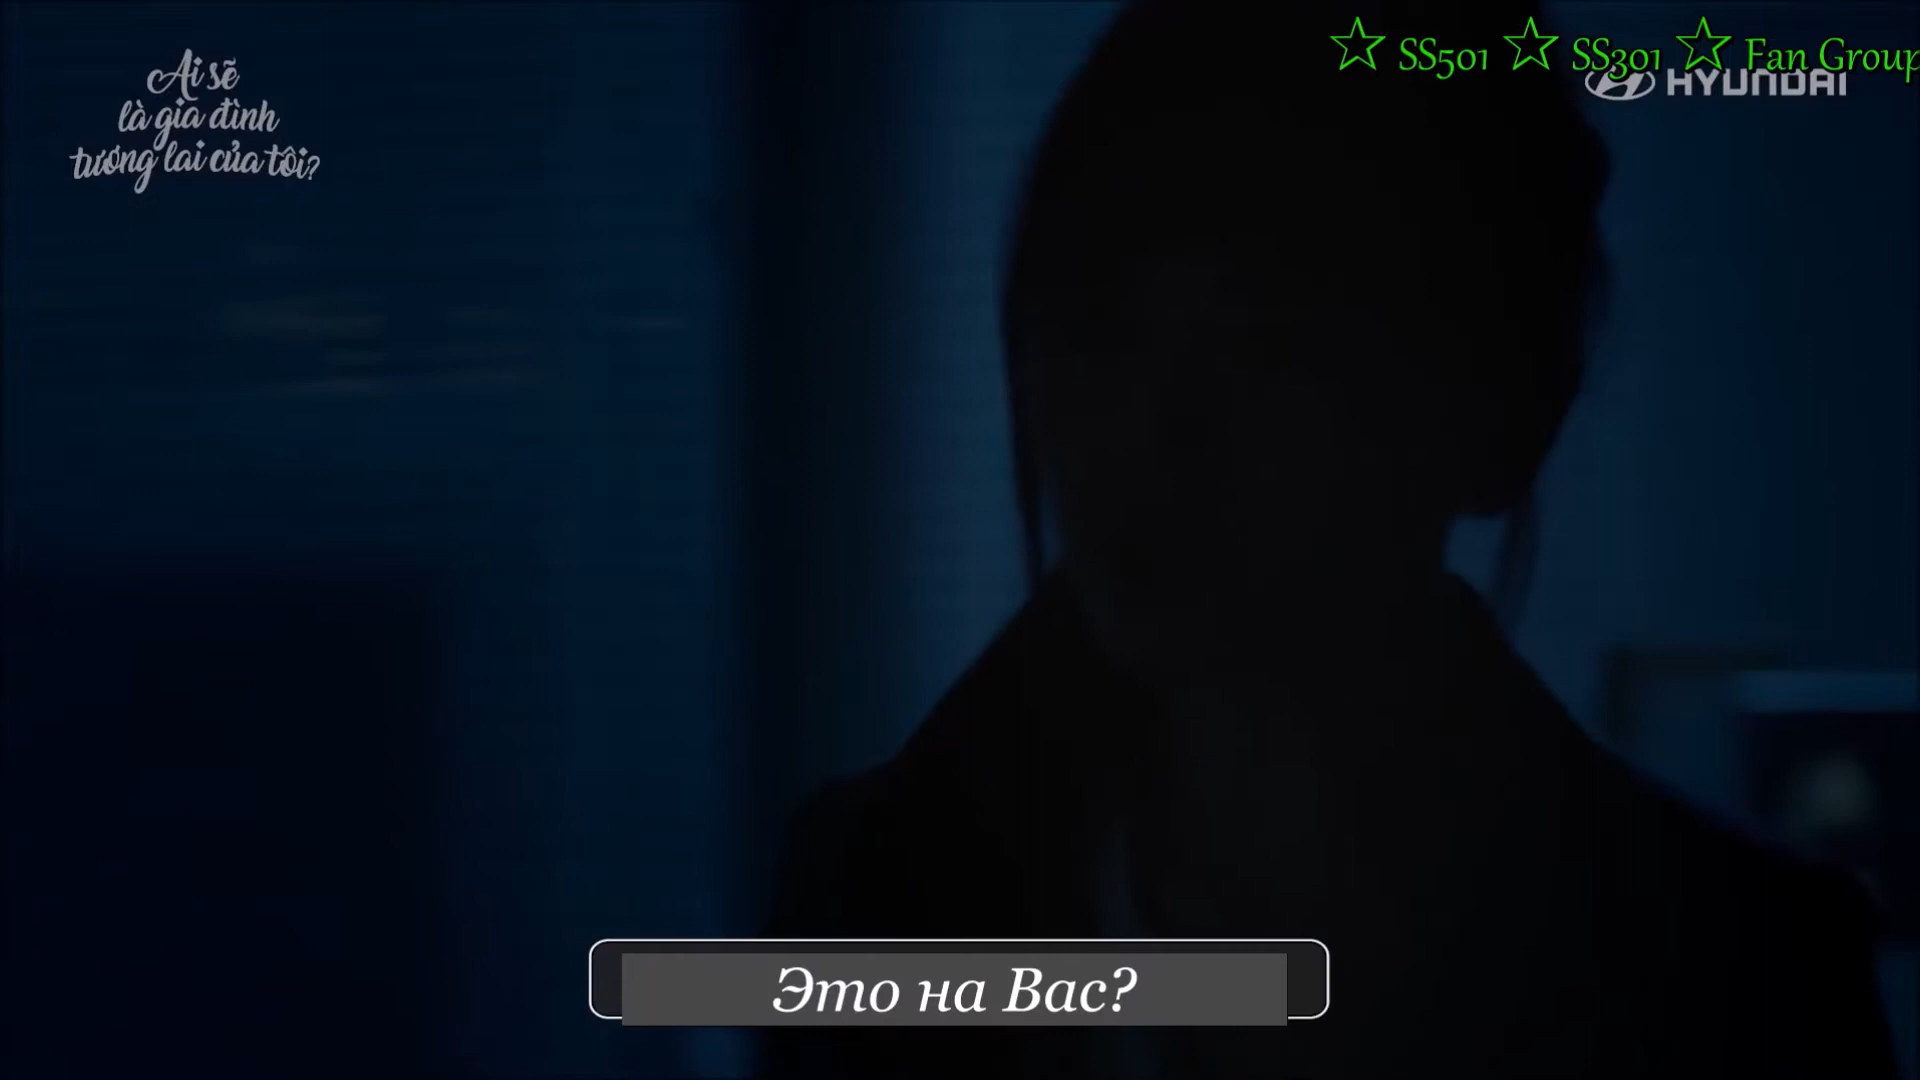 Ai sẽ
là gia đình
tương lai của tôi?
☆ SS501 ☆ SS301 ☆ Fan Group
HYUNDAI
Это на Вас?